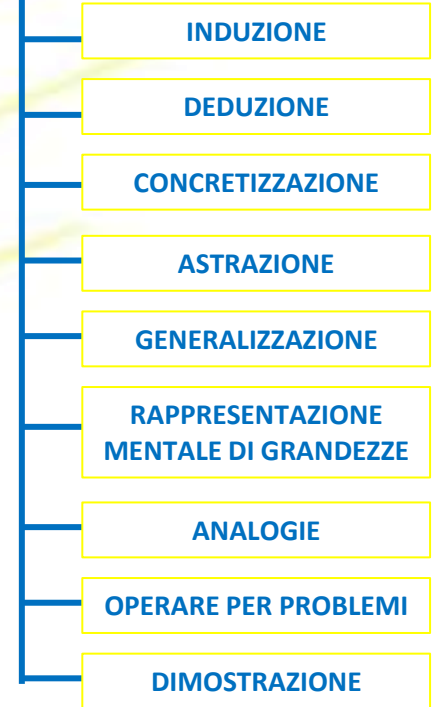 INDUZIONE
DEDUZIONE
CONCRETIZZAZIONE
ASTRAZIONE
GENERALIZZAZIONE
RAPPRESENTAZIONE
MENTALE DI GRANDEZZE
ANALOGIE
OPERARE PER PROBLEMI
DIMOSTRAZIONE